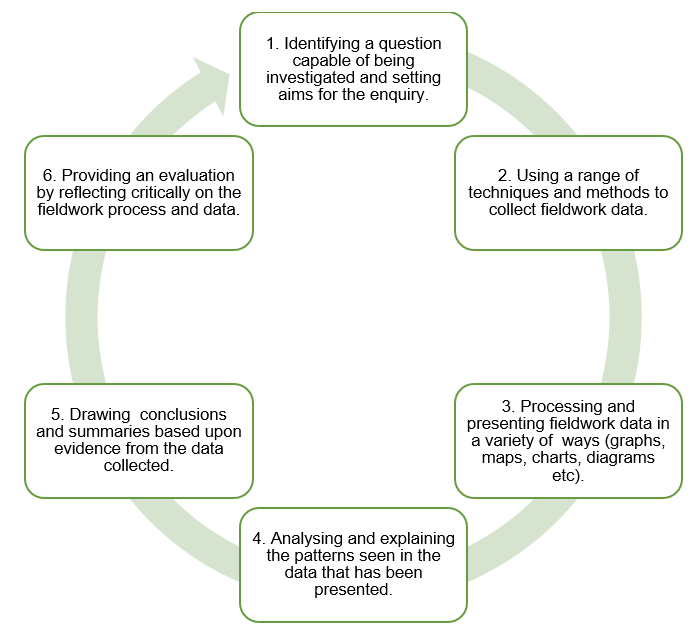 1. Identifying a question
capable of being
investigated and setting
aims for the enquiry.
2. Using a range of
techniques and methods to
collect fieldwork data.
3. Processing and
presenting fieldwork data in
a variety of  ways (graphs,
maps, charts, diagrams
etc).
4. Analysing and explaining
the patterns seen in the
data that has been
presented.
5. Drawing  conclusions
and summaries based upon
evidence from the data
collected.
6. Providing an evaluation
by reflecting critically on the
fieldwork process and data.